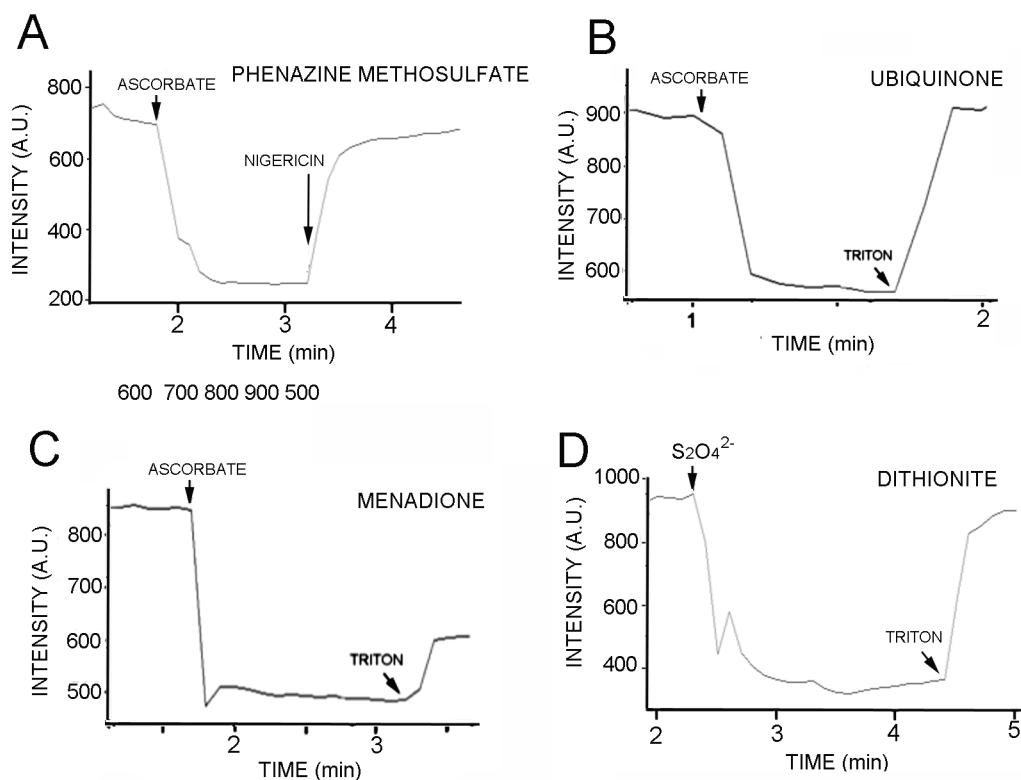 A
PHENAZINE METHOSULFATE
ASCORBATE
NIGERICIN
INTENSITY (A.U.)
800
600
400
200
2 3 4
TIME (min)
B
UBIQUINONE
ASCORBATE
TRITON
INTENSITY (A.U.)
900
800
700
600
1 2
TIME (min)
600 700 800 900 500
C
MENADIONE
ASCORBATE
TRITON
INTENSITY (A.U.)
800
700
600
500
2 3
TIME (min)
D
DITHIONITE
S2O4 2-
TRITON
INTENSITY (A.U.)
1000
800
600
400
2 3 4 5
TIME (min)